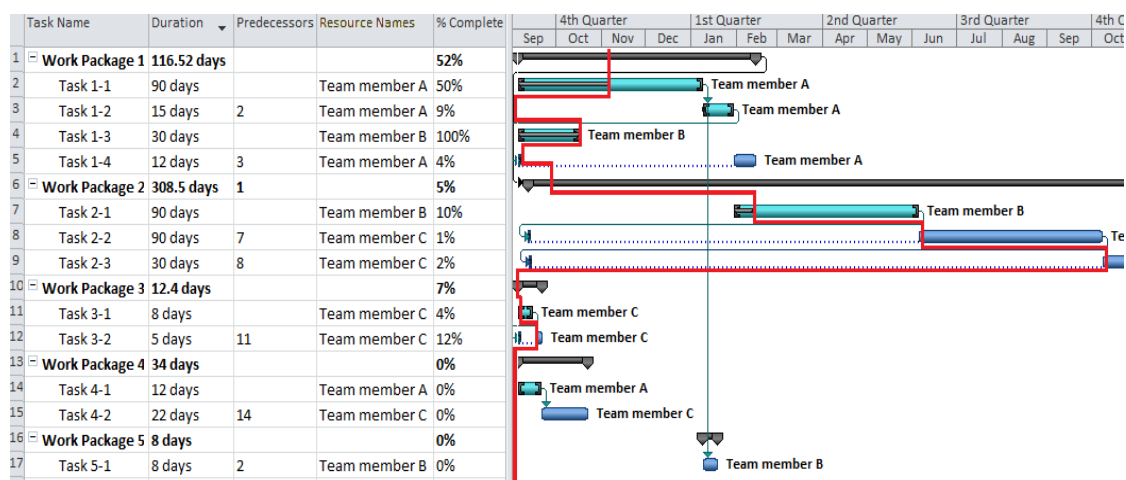 Task Name Duration Predecessors Resource Names % Complete 4th Quarter 1st Quarter 2nd Quarter 3rd Quarter 4th
Sep Oct Nov Dec Jan Feb Mar Apr May Jun Jul Aug Sep Oct
1 Work Package 1 116.52 days 52%
2 Task 1-1 90 days Team member A 50% Team member A
3 Task 1-2 15 days 2 Team member A 9% Team member A
4 Task 1-3 30 days Team member B 100% Team member B
5 Task 1-4 12 days 3 Team member A 4% Team member A
6 Work Package 2 308.5 days 1 5%
7 Task 2-1 90 days Team member B 10% Team member B
8 Task 2-2 90 days 7 Team member C 1% Te
9 Task 2-3 30 days 8 Team member C 2%
10 Work Package 3 12.4 days 7%
11 Task 3-1 8 days Team member C 4% Team member C
12 Task 3-2 5 days 11 Team member C 12% Team member C
13 Work Package 4 34 days 0%
14 Task 4-1 12 days Team member A 0% Team member A
15 Task 4-2 22 days 14 Team member C 0% Team member C
16 Work Package 5 8 days 0%
17 Task 5-1 8 days 2 Team member B 0% Team member B